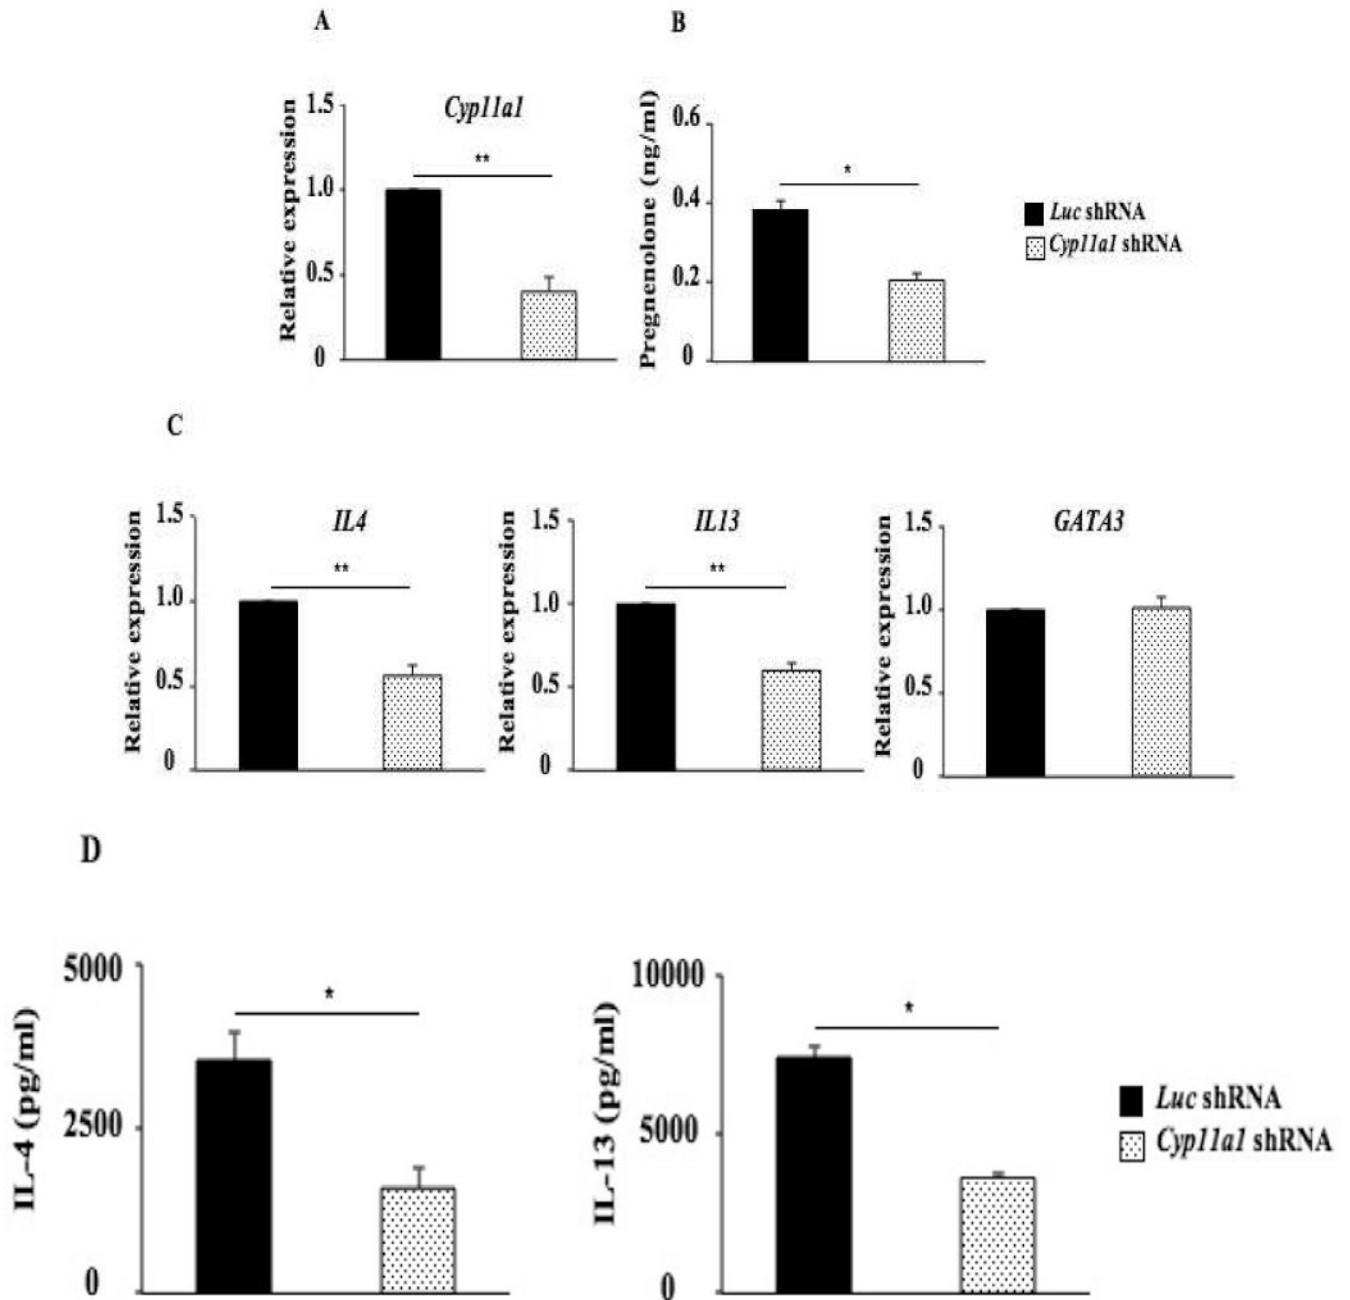 A
B
Cyp11a1
Relative expression
1.5
1.0
0.5
0
**
Pregnenolone (ng/ml)
0.6
0.4
0.2
0
*
Luc shRNA
Cyp11a1 shRNA
C
IL4
Relative expression
1.5
1.0
0.5
0
**
IL13
Relative expression
1.5
1.0
0.5
0
**
GATA3
Relative expression
1.5
1.0
0.5
0
D
IL-4 (pg/ml)
5000
2500
0
*
IL-13 (pg/ml)
10000
5000
0
*
Luc shRNA
Cyp11a1 shRNA